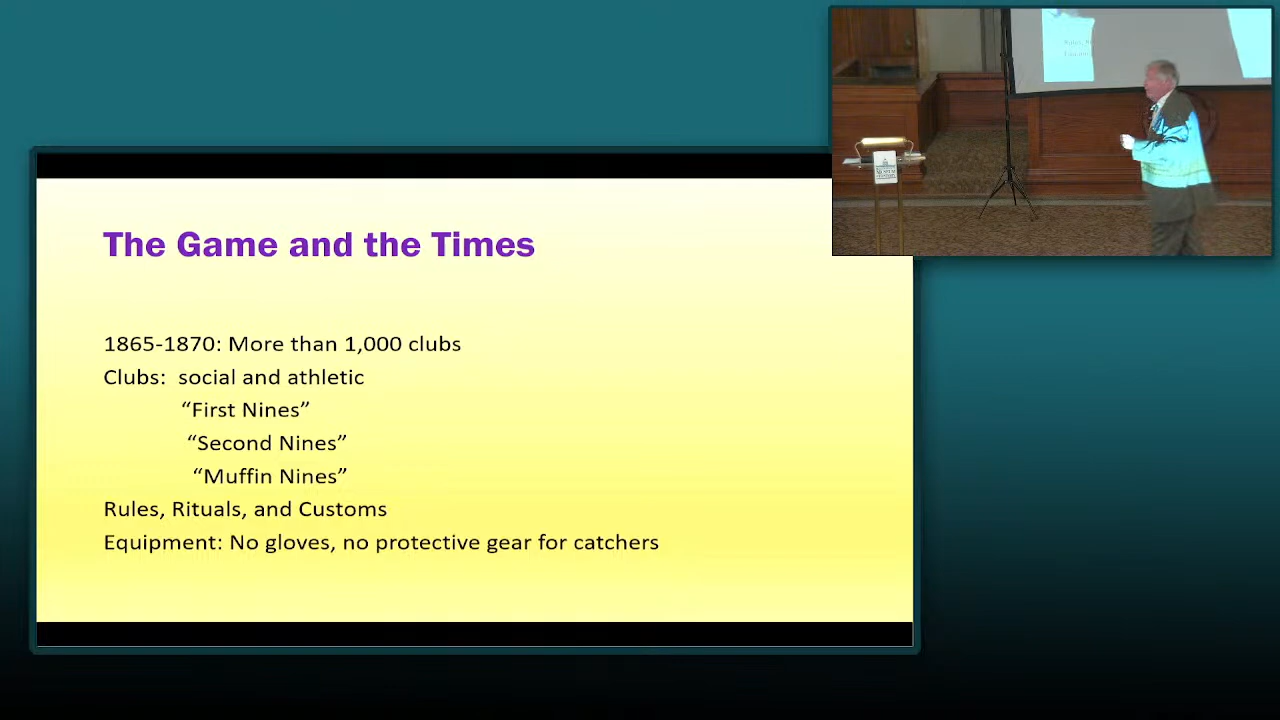 The Game and the Times
1865-1870: More than 1,000 clubs
Clubs: social and athletic
“First Nines”
“Second Nines”
“Muffin Nines”
Rules, Rituals, and Customs
Equipment: No gloves, no protective gear for catchers